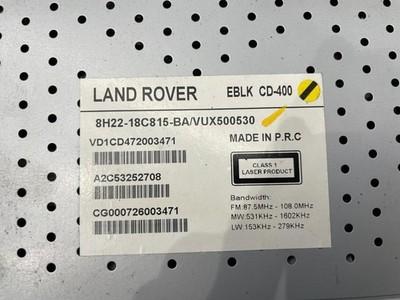 LAND ROVER EBLK CD-400
8H22-18C815-BA/VUX500530
VD1CD472003471
MADE IN P.R.C
CLASS 1
LASER PRODUCT
A2C53252708
CG000726003471
Bandwidth:
FM:87.5MHz - 108.0MHz
MW:531KHz - 1602KHz
LW:153KHz - 279KHz